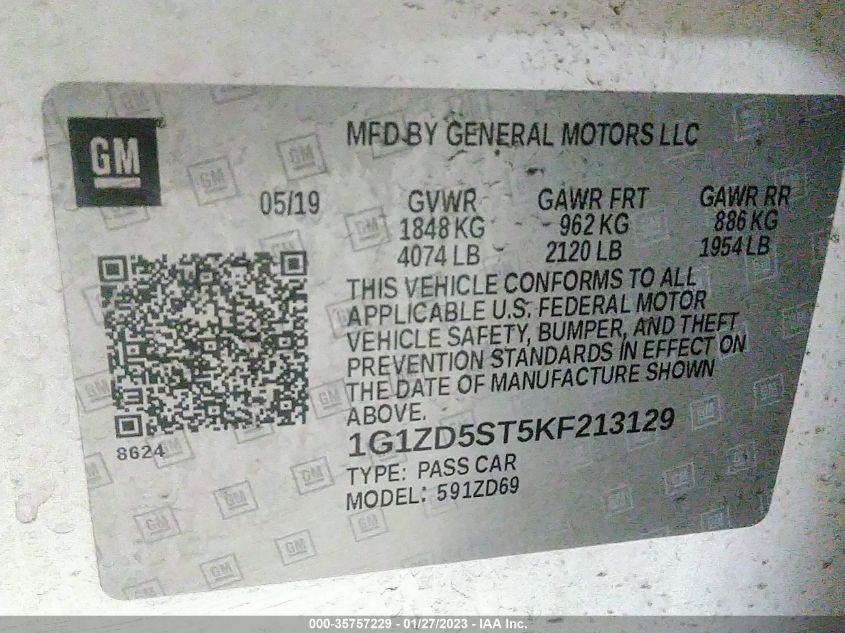 GM
MFD BY GENERAL MOTORS LLC
05/19 GVWR GAWR FRT GAWR RR
1848 KG 962 KG 886 KG
4074 LB 2120 LB 1954 LB
THIS VEHICLE CONFORMS TO ALL
APPLICABLE U.S. FEDERAL MOTOR
VEHICLE SAFETY, BUMPER, AND THEFT
PREVENTION STANDARDS IN EFFECT ON
THE DATE OF MANUFACTURE SHOWN
ABOVE.
8624
1G1ZD5ST5KF213129
TYPE: PASS CAR
MODEL: 591ZD69
000-35757229 - 01/27/2023 - IAA Inc.